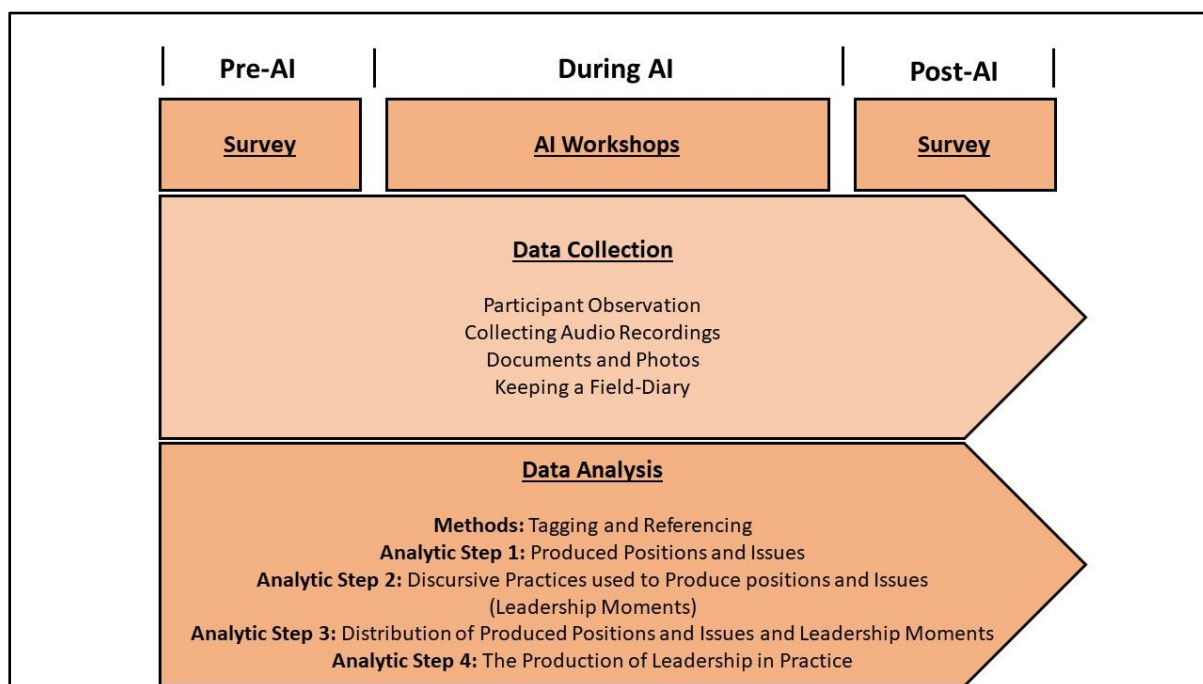 Pre-AI During AI Post-AI
Survey AI Workshops Survey
Data Collection
Participant Observation
Collecting Audio Recordings
Documents and Photos
Keeping a Field-Diary
Data Analysis
Methods: Tagging and Referencing
Analytic Step 1: Produced Positions and Issues
Analytic Step 2: Discursive Practices used to Produce positions and Issues
(Leadership Moments)
Analytic Step 3: Distribution of Produced Positions and Issues and Leadership Moments
Analytic Step 4: The Production of Leadership in Practice